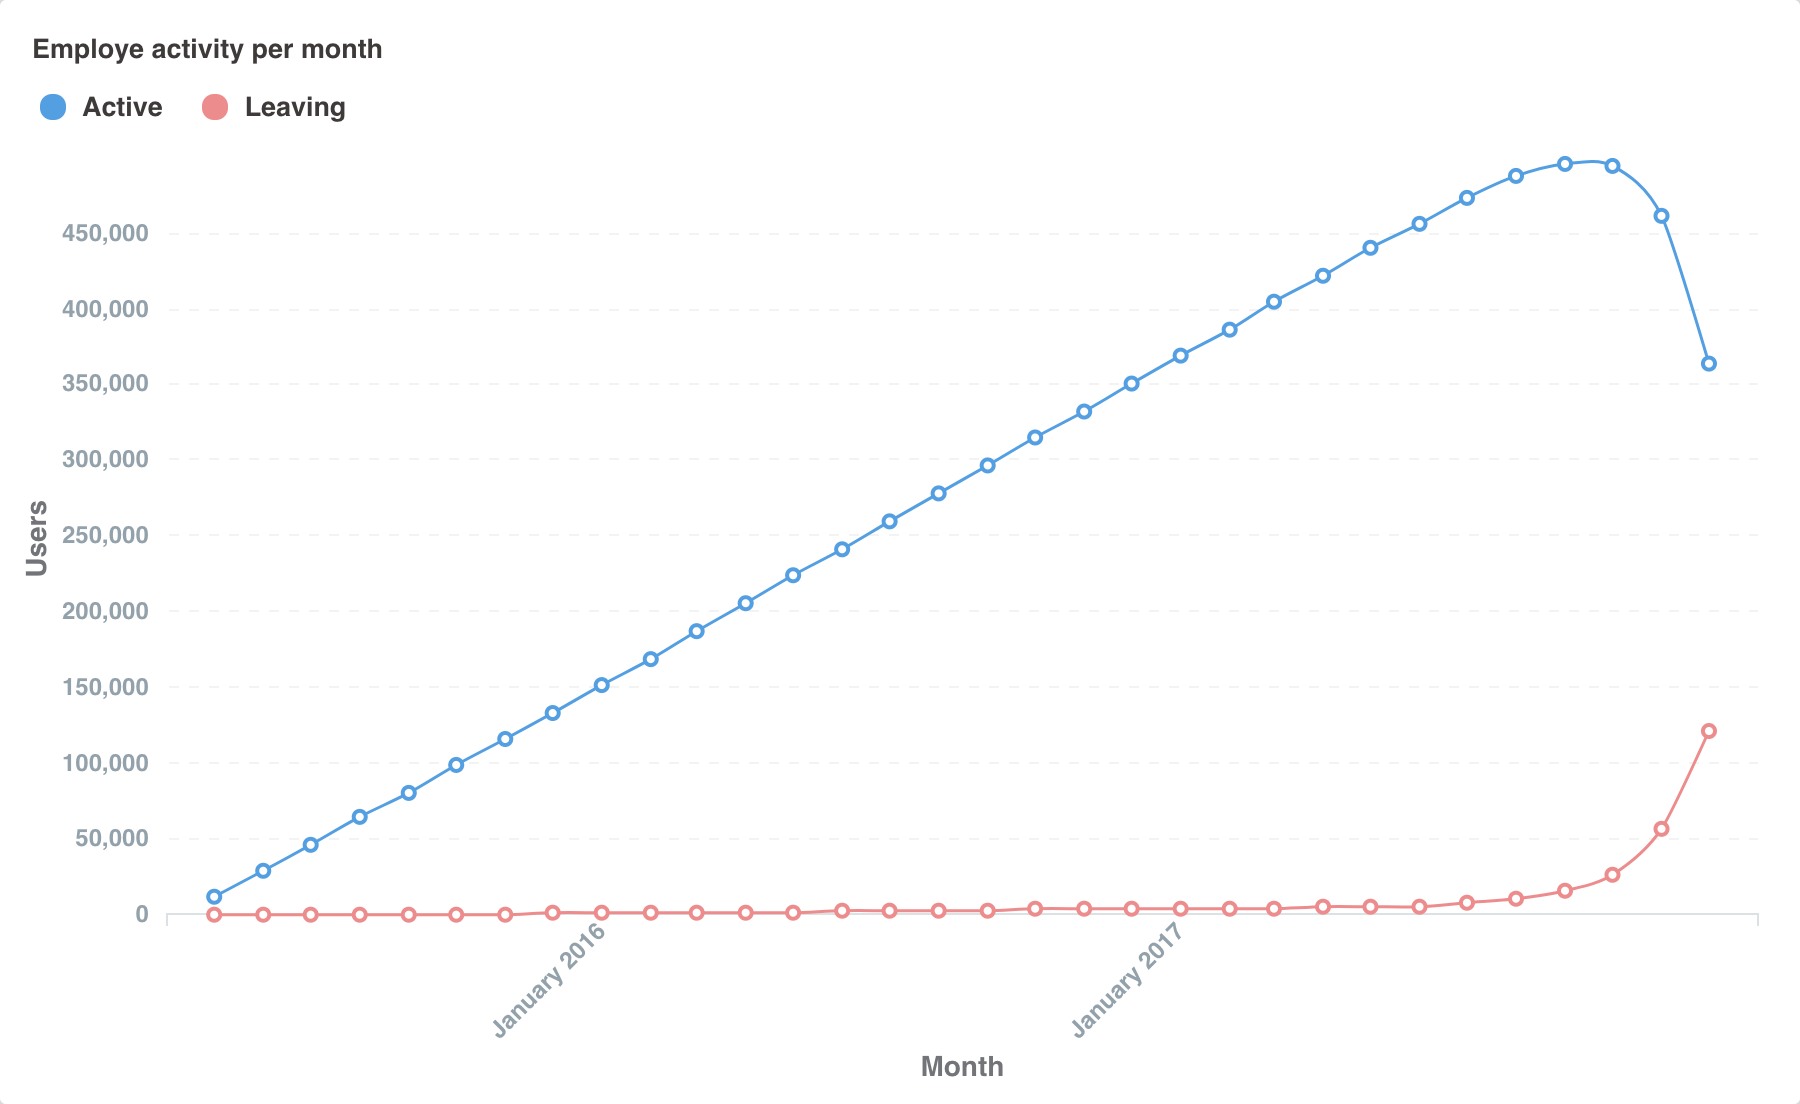 Employe activity per month
Active
Leaving
450,000
400,000
350,000
300,000
250,000
200,000
150,000
100,000
50,000
0
Users
January 2016
January 2017
Month